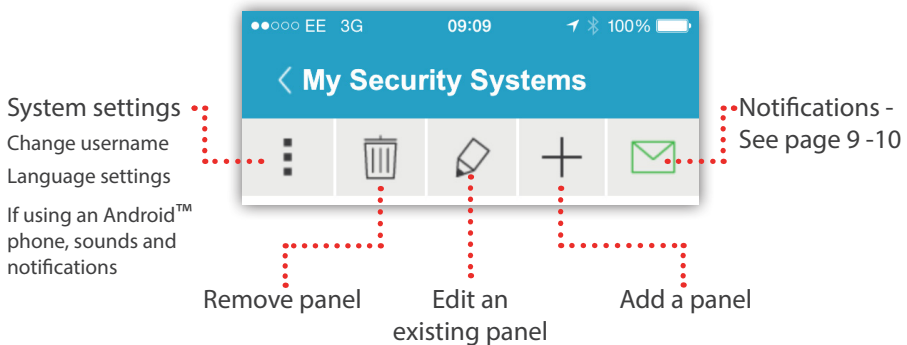 EE 3G 09:09 100%
My Security Systems
System settings
Change username
Language settings
If using an Android™
phone, sounds and
notifications
Notifications -
See page 9 -10
Remove panel
Edit an
existing panel
Add a panel